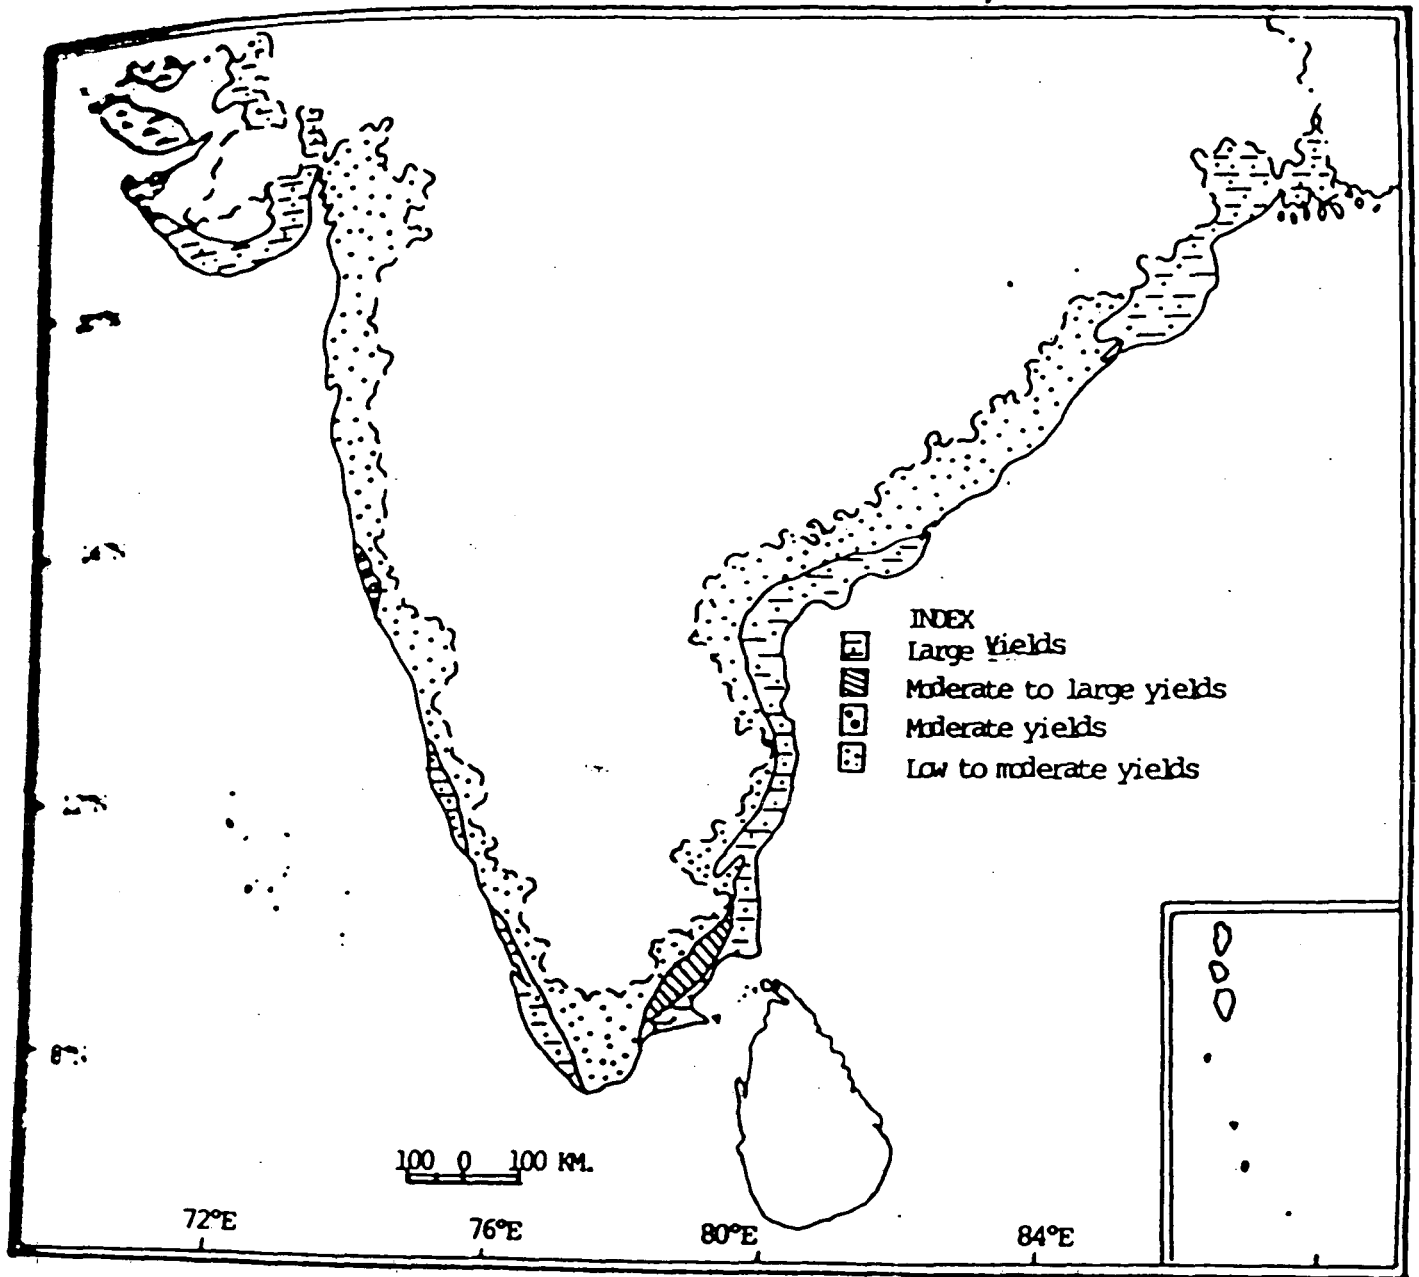 INDEX
Large Yields
Moderate to large yields
Moderate yields
Low to moderate yields
100 0 100 KM.
72°E
76°E
80°E
84°E